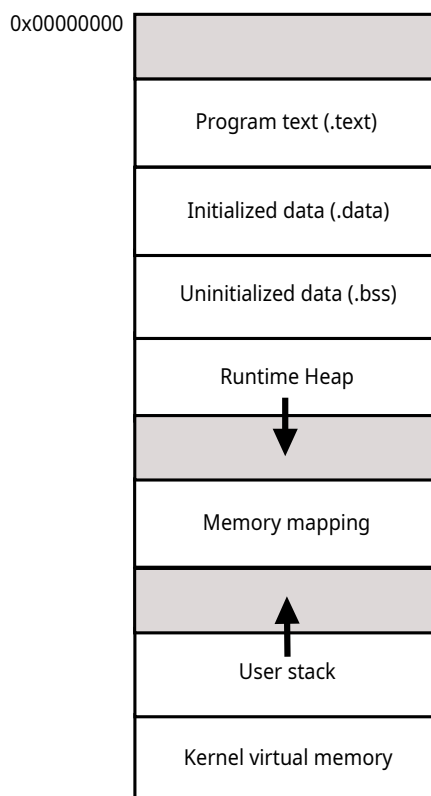 0x00000000
Program text (.text)
Initialized data (.data)
Uninitialized data (.bss)
Runtime Heap
Memory mapping
User stack
Kernel virtual memory